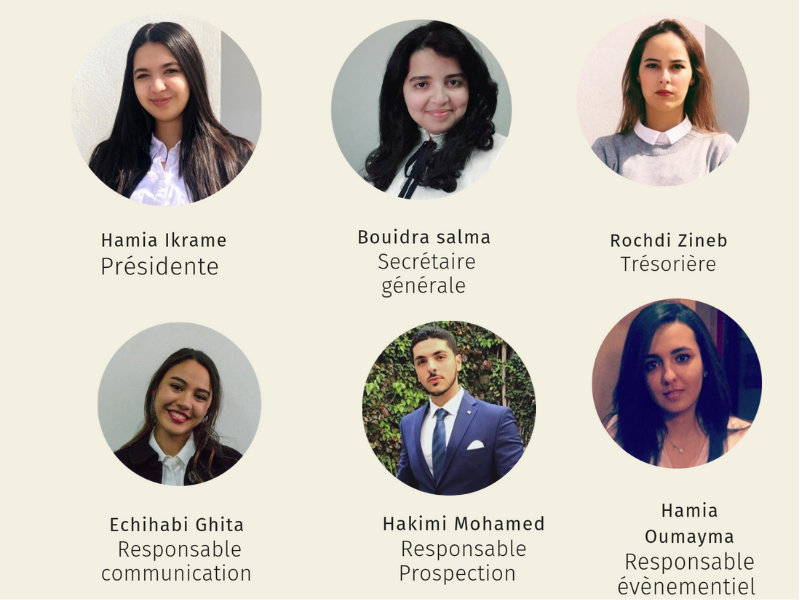 Hamia Ikrame
Présidente
Bouidra salma
Secrétaire
générale
Rochdi Zineb
Trésorière
Echihabi Ghita
Responsable
communication
Hakimi Mohamed
Responsable
Prospection
Hamia
Oumayma
Responsable
évènementiel